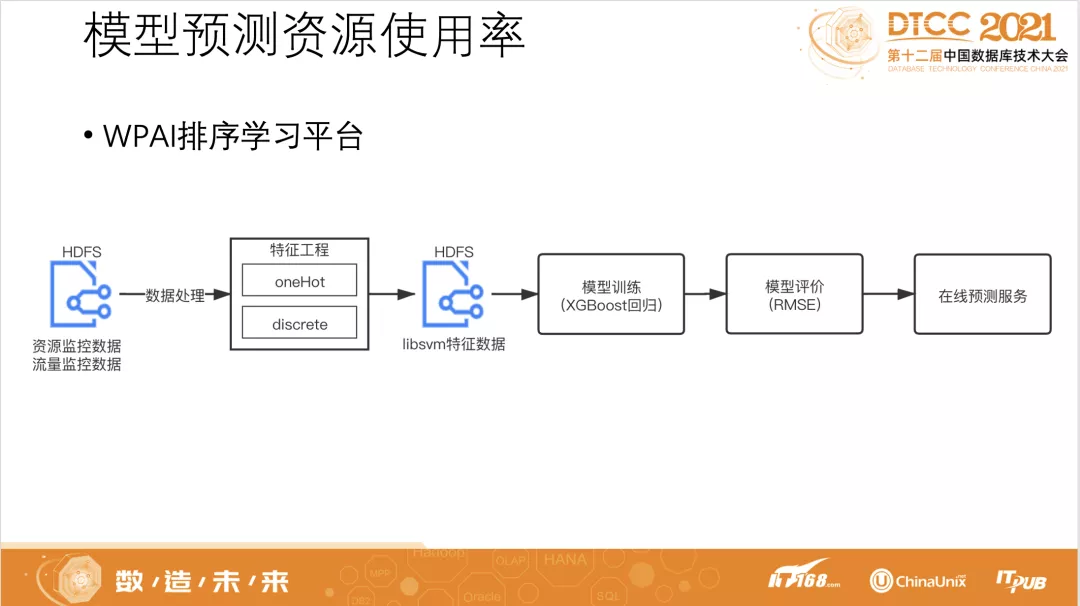 模型预测资源使用率
DTCC 2021
第十二届中国数据库技术大会
DATABASE TECHNOLOGY CONFERENCE CHINA 2021
• WPAI排序学习平台
HDFS
资源监控数据
流量监控数据
数据处理
特征工程
oneHot
discrete
HDFS
libsvm特征数据
模型训练
(XGBoost回归)
模型评价
(RMSE)
在线预测服务
数/造/未/来
Hadoop
MPP
DB2
OLAP
Oracle
HANA
SQL
IT168.com
ChinaUnix
ITPUB